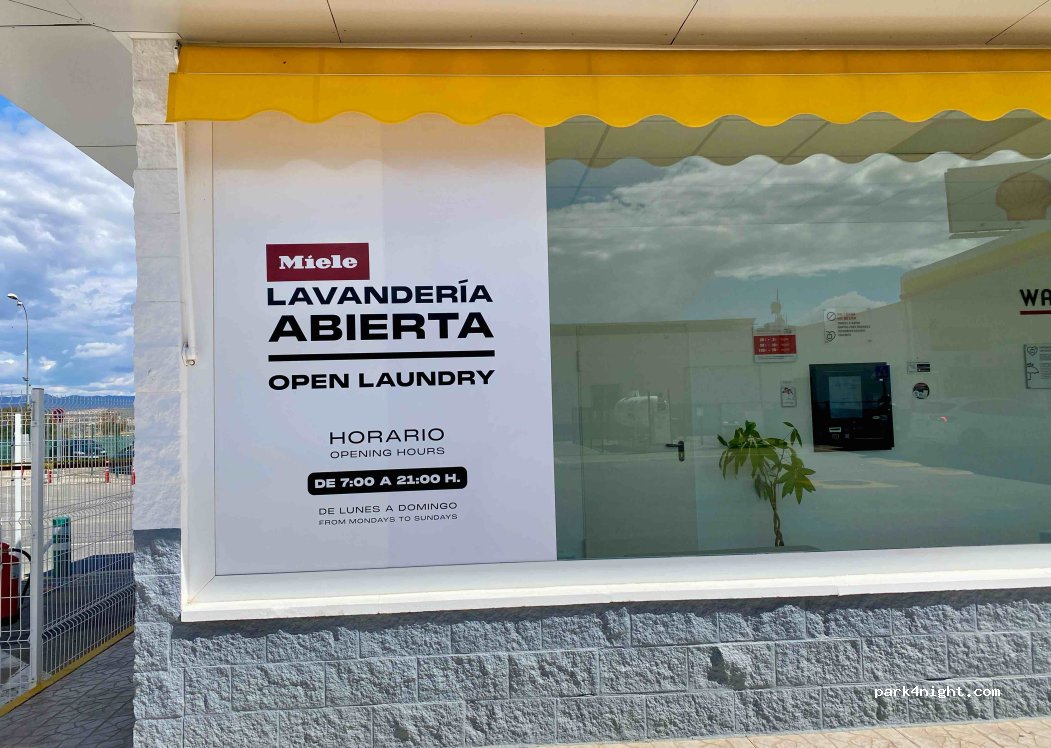 Miele
LAVANDERÍA
ABIERTA
OPEN LAUNDRY
HORARIO
OPENING HOURS
DE 7:00 A 21:00 H.
DE LUNES A DOMINGO
FROM MONDAYS TO SUNDAYS
WA
park4night.com